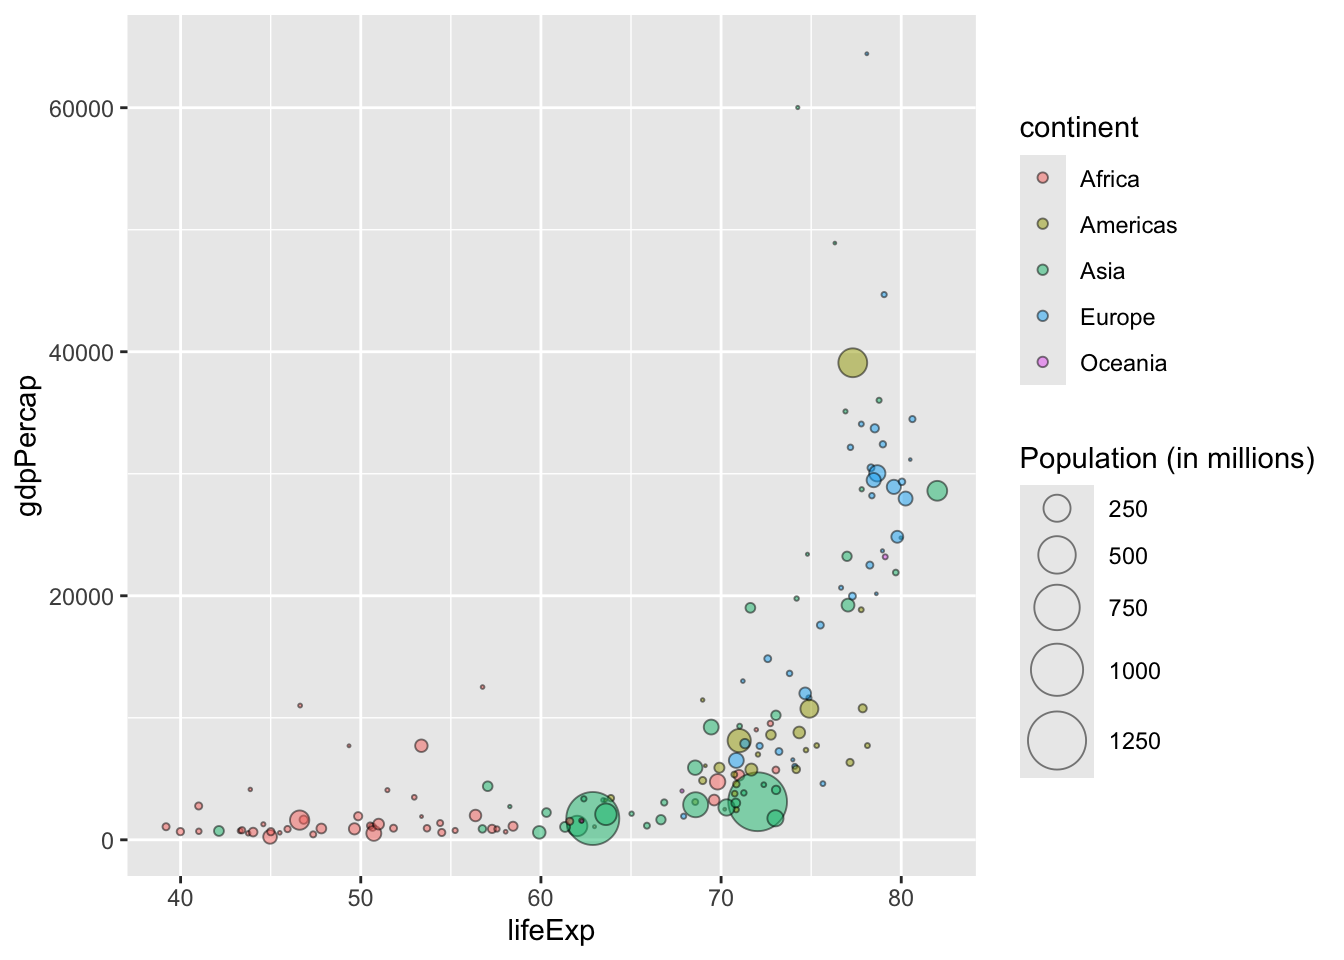 60000
40000
20000
0
gdpPercap
40 50 60 70 80
lifeExp
continent
Africa
Americas
Asia
Europe
Oceania
Population (in millions)
250
500
750
1000
1250